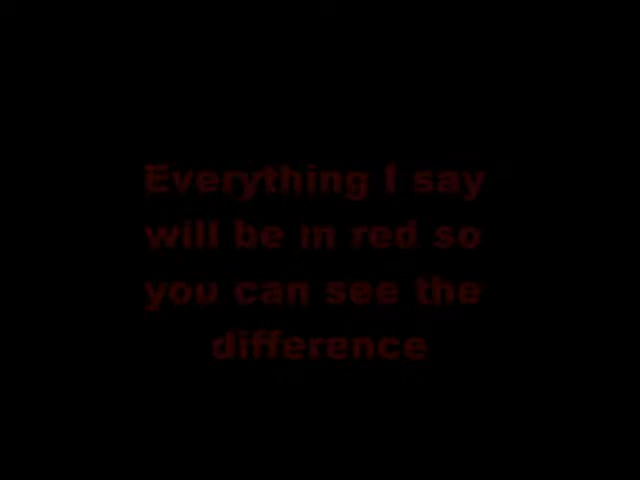 Everything I say
will be in red so
you can see the
difference